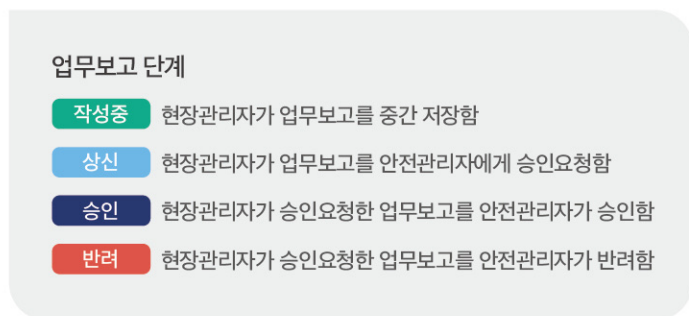 업무보고 단계
작성중 현장관리자가 업무보고를 중간 저장함
상신 현장관리자가 업무보고를 안전관리자에게 승인요청함
승인 현장관리자가 승인요청한 업무보고를 안전관리자가 승인함
반려 현장관리자가 승인요청한 업무보고를 안전관리자가 반려함